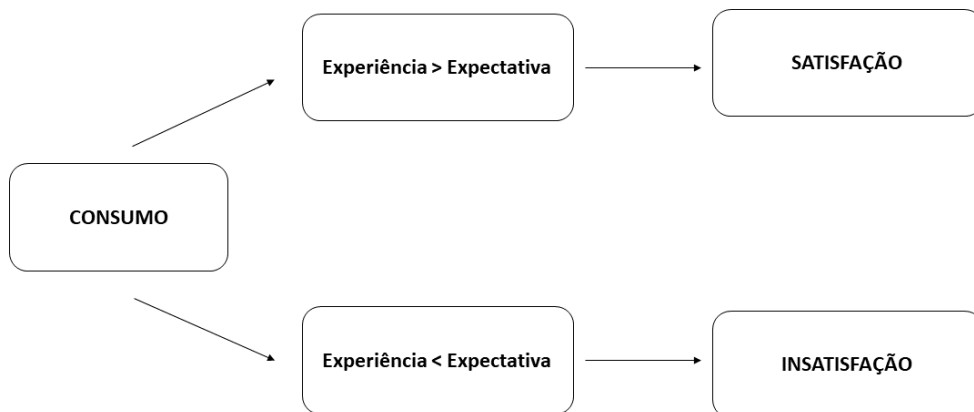 Experiência > Expectativa
SATISFAÇÃO
CONSUMO
Experiência < Expectativa
INSATISFAÇÃO